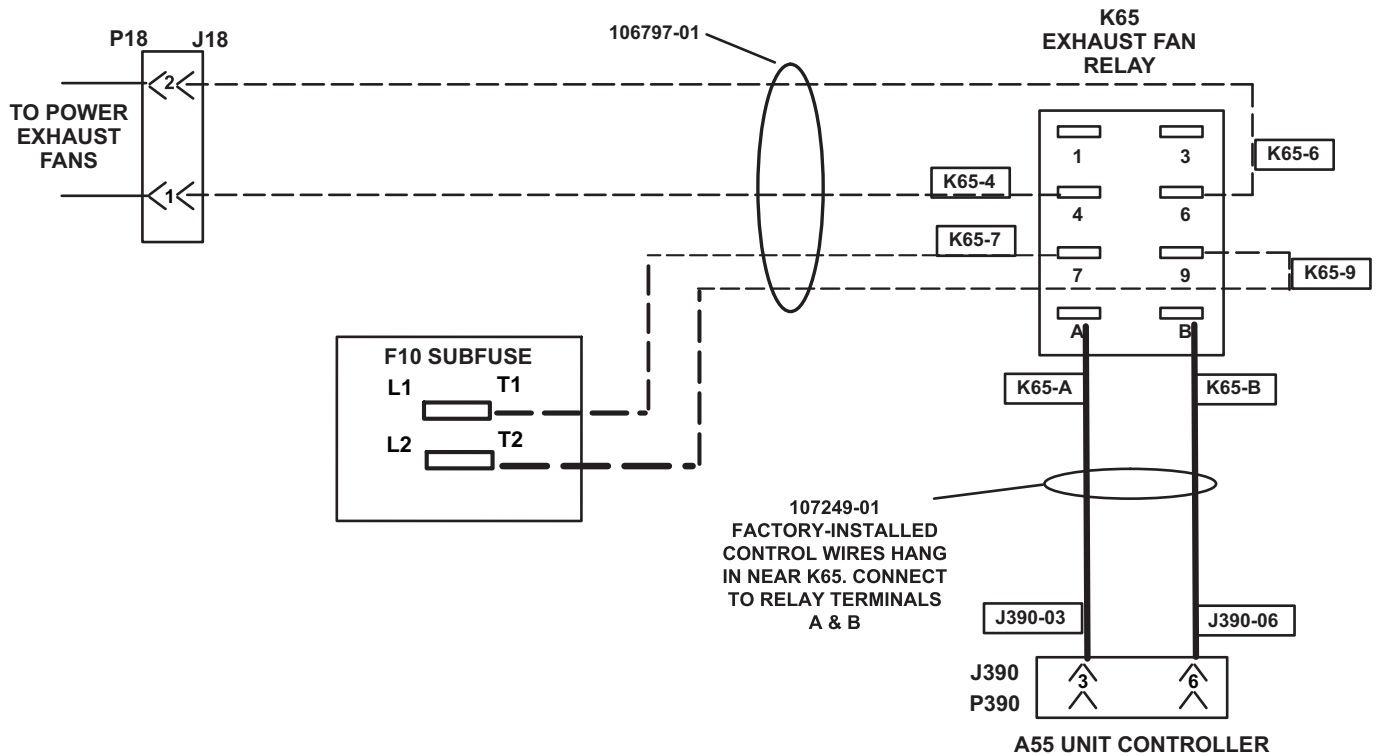 K65
EXHAUST FAN
RELAY
106797-01
P18
J18
2
TO POWER
EXHAUST
FANS
1
1
3
K65-6
K65-4
4
6
K65-7
7
9
K65-9
A
B
F10 SUBFUSE
L1
T1
L2
T2
K65-A
K65-B
107249-01
FACTORY-INSTALLED
CONTROL WIRES HANG
IN NEAR K65. CONNECT
TO RELAY TERMINALS
A & B
J390-03
J390-06
J390
3
6
P390
A55 UNIT CONTROLLER